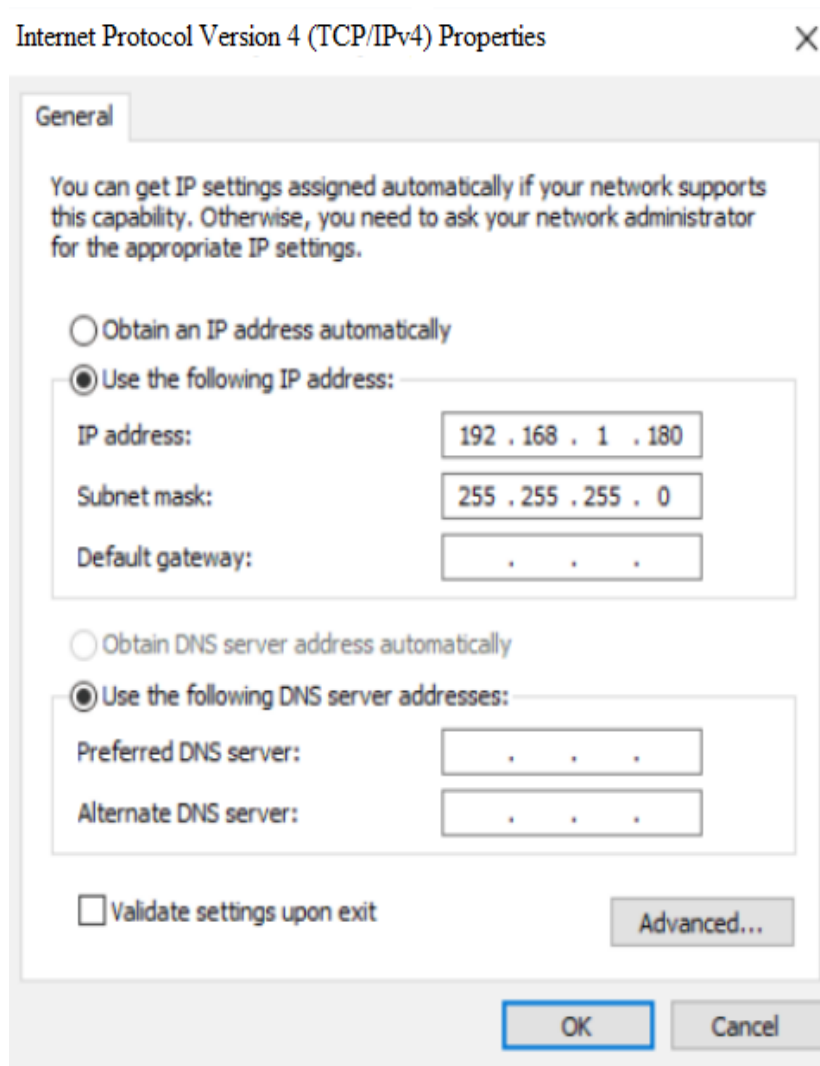 Internet Protocol Version 4 (TCP/IPv4) Properties
General
You can get IP settings assigned automatically if your network supports
this capability. Otherwise, you need to ask your network administrator
for the appropriate IP settings.
Obtain an IP address automatically
Use the following IP address:
IP address: 192 . 168 . 1 . 180
Subnet mask: 255 . 255 . 255 . 0
Default gateway: . . .
Obtain DNS server address automatically
Use the following DNS server addresses:
Preferred DNS server: . . .
Alternate DNS server: . . .
Validate settings upon exit
Advanced...
OK Cancel